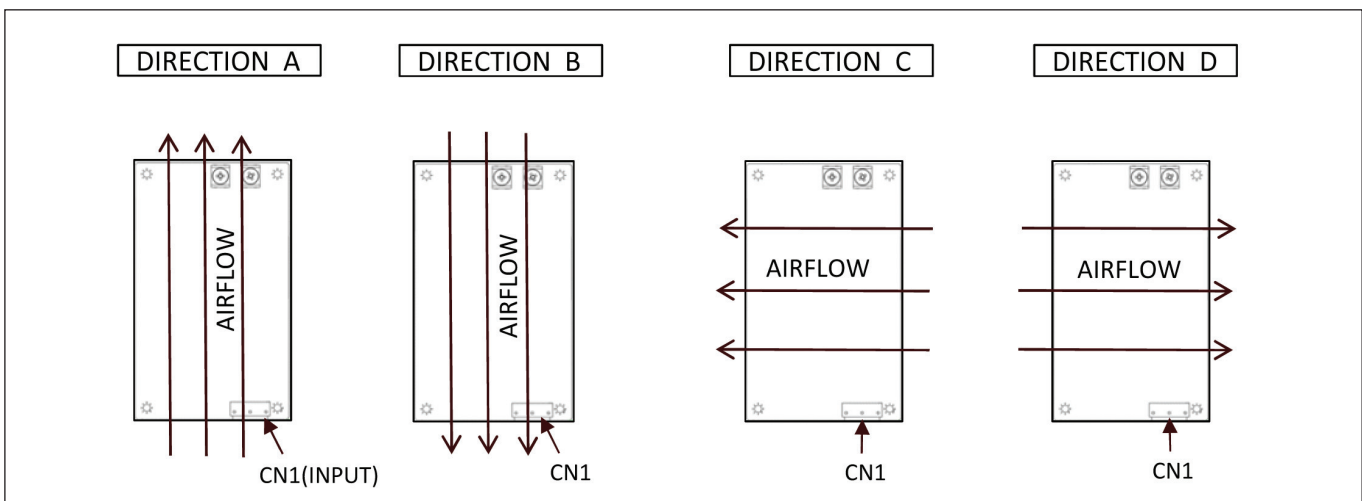 DIRECTION A
DIRECTION B
DIRECTION C
DIRECTION D
AIRFLOW
AIRFLOW
AIRFLOW
AIRFLOW
CN1(INPUT)
CN1
CN1
CN1